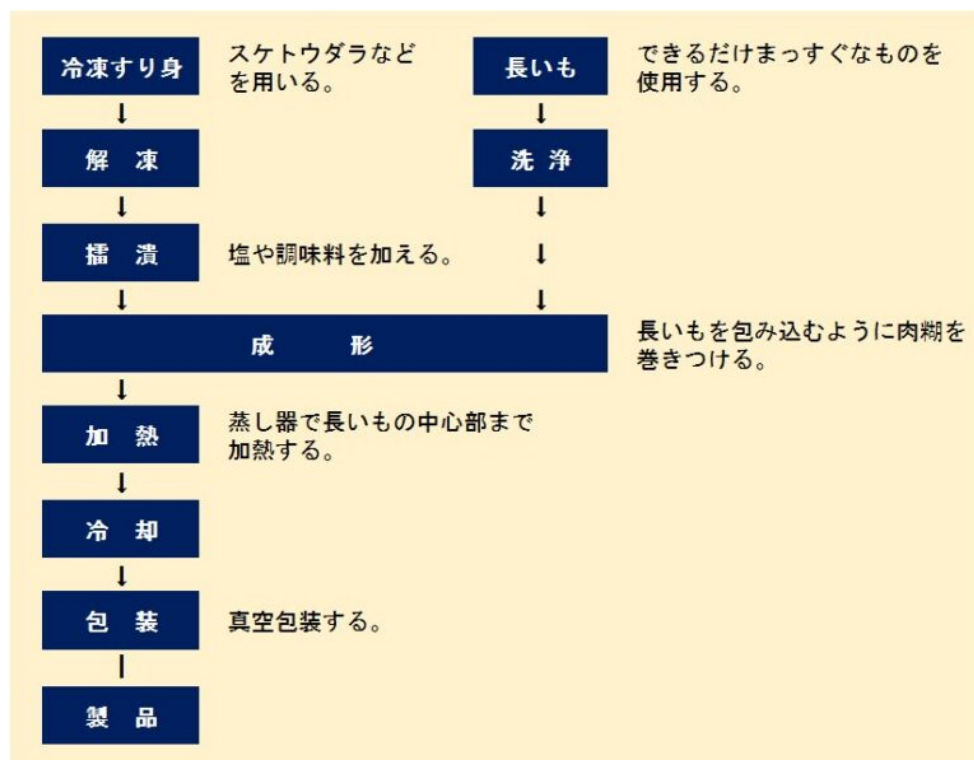 冷凍すり身
スケトウダラなど
を用いる。
長いも
できるだけまっすぐなものを
使用する。
↓
↓
解　凍
洗 浄
↓
↓
擂　潰
塩や調味料を加える。
↓
↓
↓
成　　　形
長いもを包み込むように肉糊を
巻きつける。
↓
加　熱
蒸し器で長いもの中心部まで
加熱する。
↓
冷　却
↓
包　装
真空包装する。
製　品